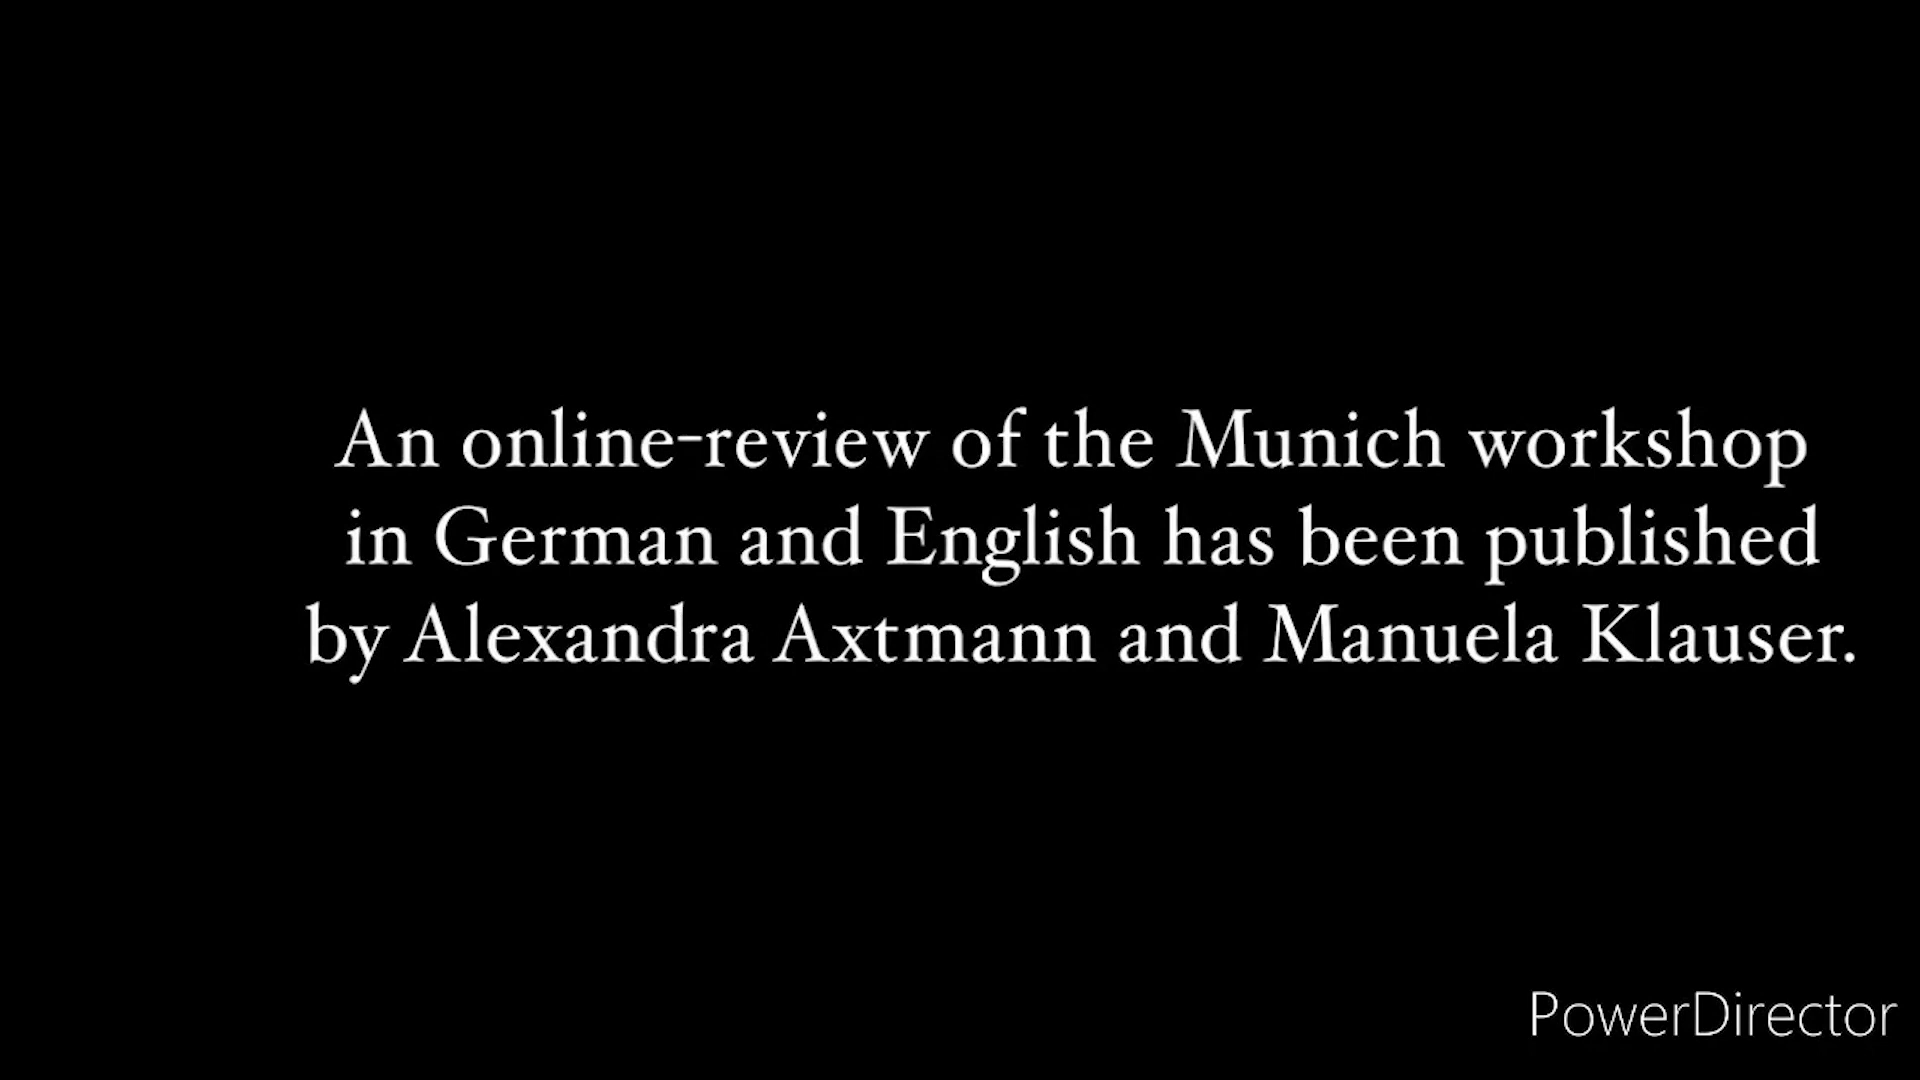 An online-review of the Munich workshop
in German and English has been published
by Alexandra Axtmann and Manuela Klauser.
PowerDirector